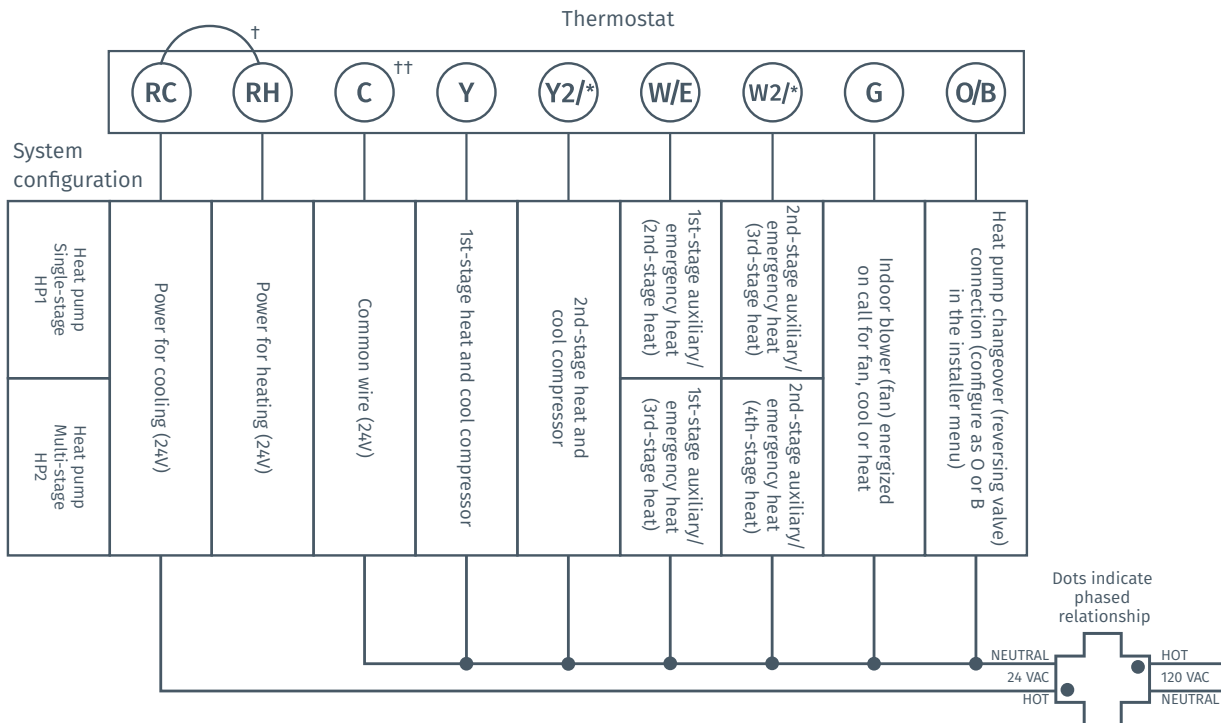 Thermostat
†
RC
RH
C
††
Y
Y2/*
W/E
W2/*
G
O/B
System
configuration
Heat pump
Single-stage
HP1
Heat pump
Multi-stage
HP2
Power for cooling (24V)
Power for heating (24V)
Common wire (24V)
1st-stage heat and cool compressor
2nd-stage heat and
cool compressor
1st-stage auxiliary/
emergency heat
(2nd-stage heat)
1st-stage auxiliary/
emergency heat
(3rd-stage heat)
2nd-stage auxiliary/
emergency heat
(3rd-stage heat)
2nd-stage auxiliary/
emergency heat
(4th-stage heat)
Indoor blower (fan) energized
on call for fan, cool or heat
Heat pump changeover (reversing valve)
connection (configure as O or B
in the installer menu)
Dots indicate
phased
relationship
NEUTRAL
24 VAC
HOT
HOT
120 VAC
NEUTRAL